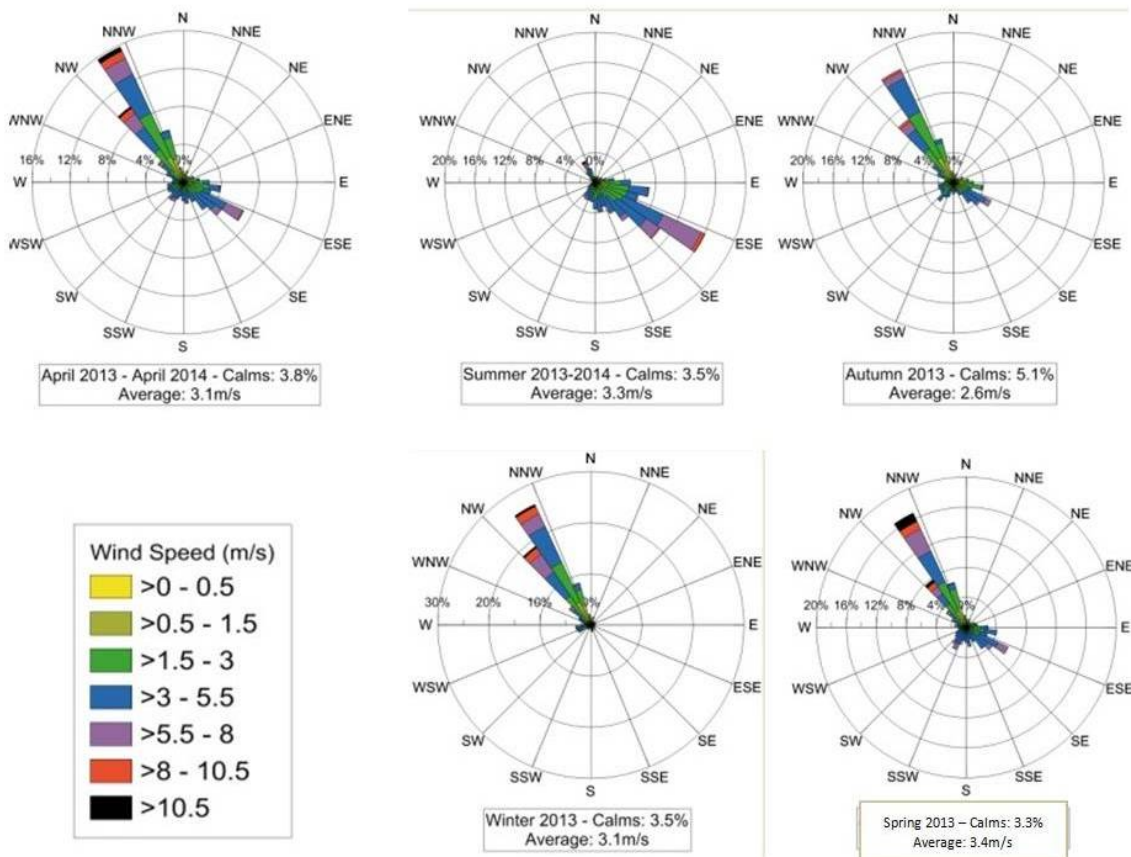 N
NNW NNE
NW NE
WNW ENE
16% 12% 8% 4% 0%
W E
WSW ESE
SW SE
SSW SSE
S
April 2013 - April 2014 - Calms: 3.8%
Average: 3.1m/s
N
NNW NNE
NW NE
WNW ENE
20% 16% 12% 8% 4% 0%
W E
WSW ESE
SW SE
SSW SSE
S
Summer 2013-2014 - Calms: 3.5%
Average: 3.3m/s
N
NNW NNE
NW NE
WNW ENE
20% 16% 12% 8% 4% 0%
W E
WSW ESE
SW SE
SSW SSE
S
Autumn 2013 - Calms: 5.1%
Average: 2.6m/s
Wind Speed (m/s)
>0 - 0.5
>0.5 - 1.5
>1.5 - 3
>3 - 5.5
>5.5 - 8
>8 - 10.5
>10.5
N
NNW NNE
NW NE
WNW ENE
30% 20% 10% 0%
W E
WSW ESE
SW SE
SSW SSE
S
Winter 2013 - Calms: 3.5%
Average: 3.1m/s
N
NNW NNE
NW NE
WNW ENE
20% 16% 12% 8% 4% 0%
W E
WSW ESE
SW SE
SSW SSE
S
Spring 2013 – Calms: 3.3%
Average: 3.4m/s